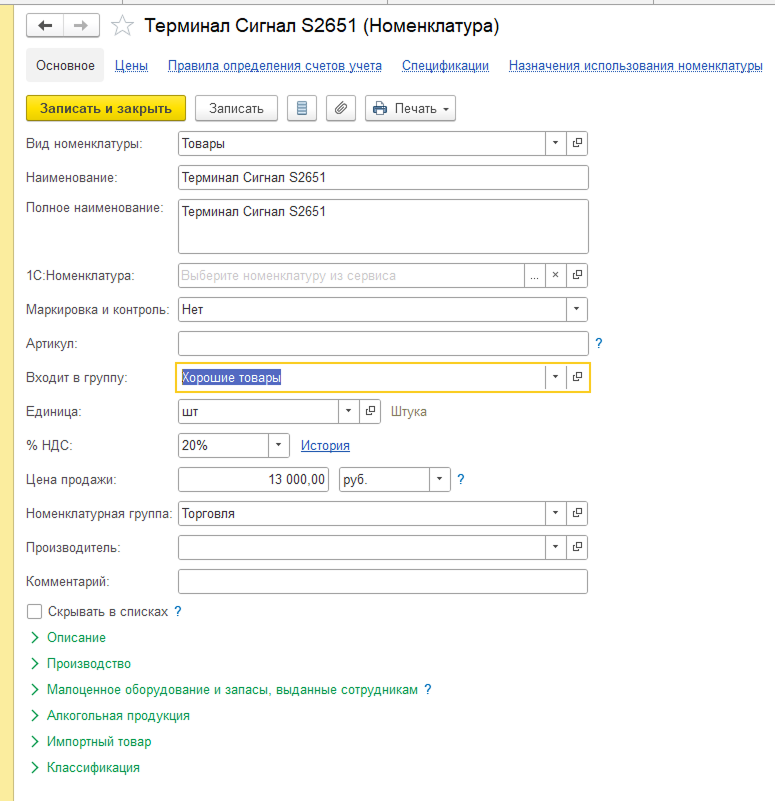 Терминал Сигнал S2651 (Номенклатура)
Основное Цены Правила определения счетов учета Спецификации Назначения использования номенклатуры
Записать и закрыть Записать Печать
Вид номенклатуры: Товары
Наименование: Терминал Сигнал S2651
Полное наименование: Терминал Сигнал S2651
1С:Номенклатура: Выберите номенклатуру из сервиса ... ×
Маркировка и контроль: Нет
Артикул: ?
Входит в группу: Хорошие товары
Единица: шт Штука
% НДС: 20% История
Цена продажи: 13 000,00 руб. ?
Номенклатурная группа: Торговля
Производитель:
Комментарий:
Скрывать в списках ?
Описание
Производство
Малоценное оборудование и запасы, выданные сотрудникам ?
Алкогольная продукция
Импортный товар
Классификация